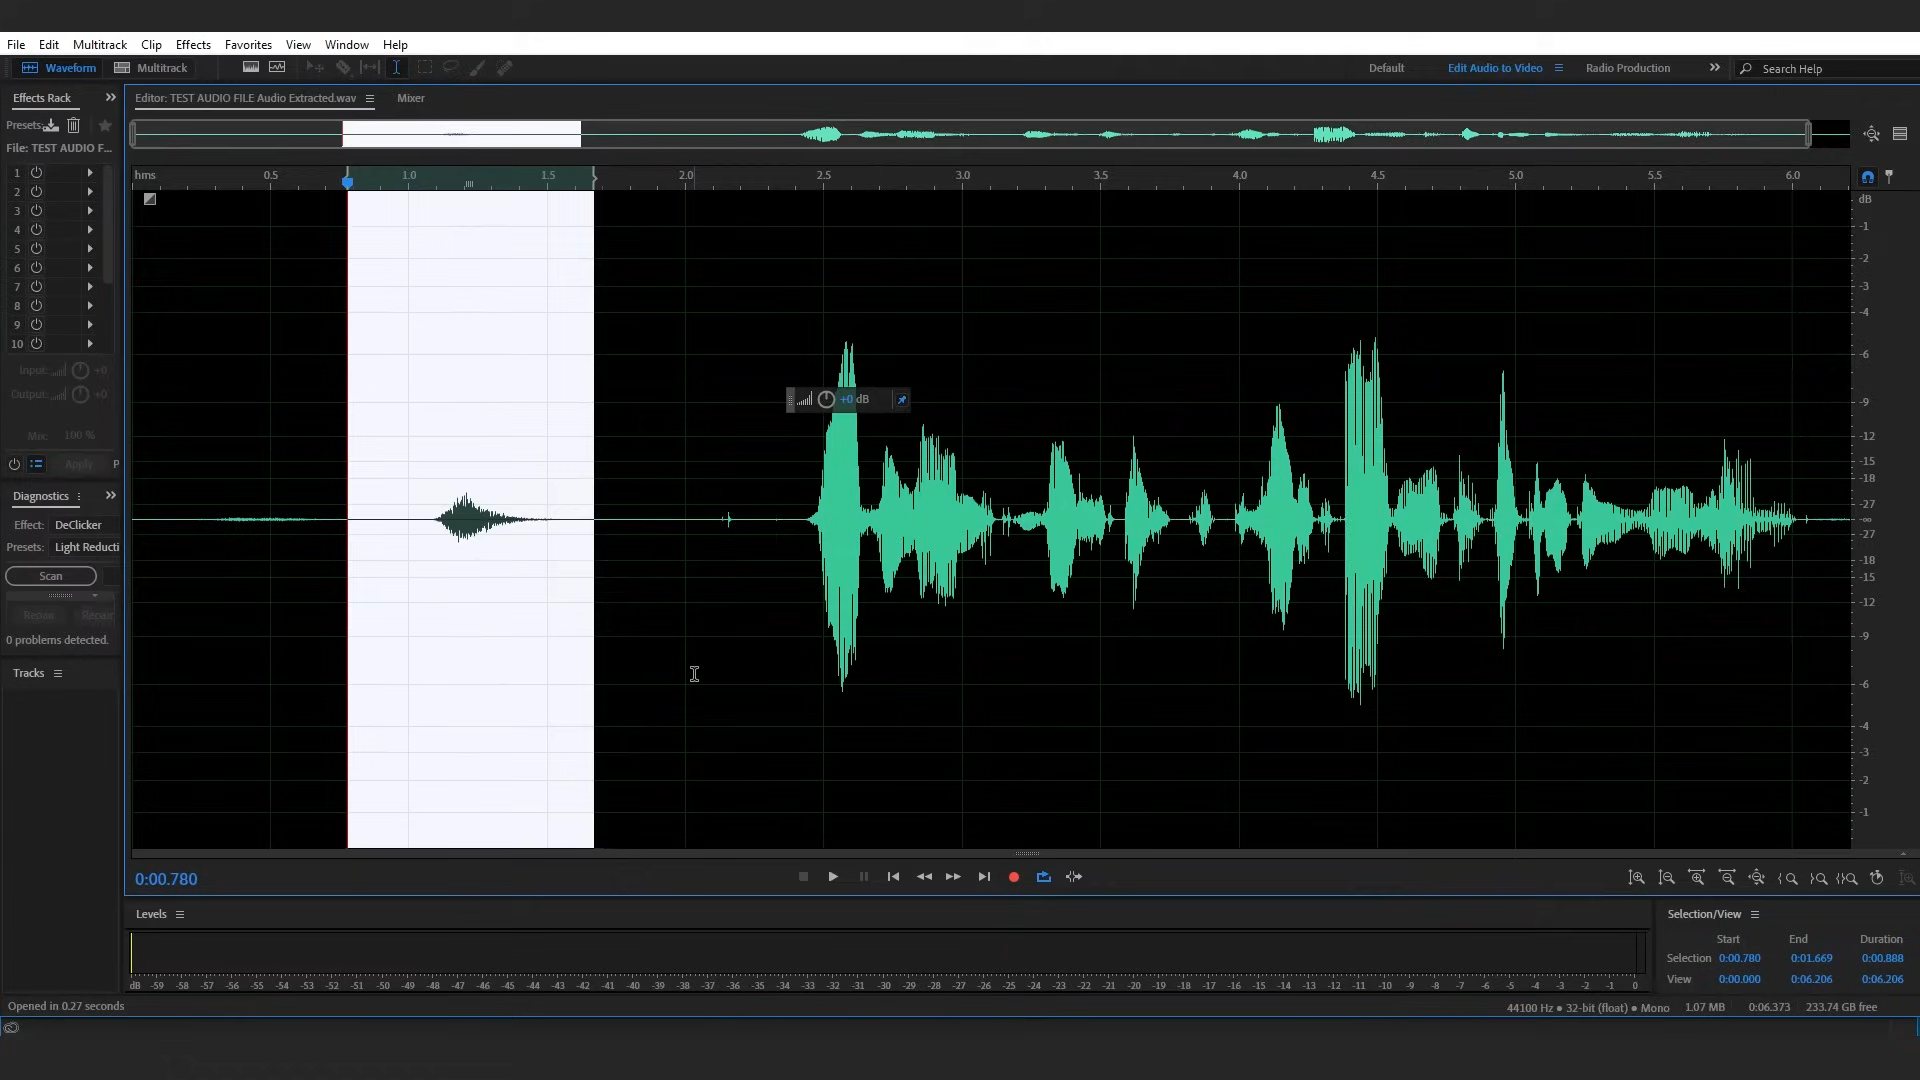 File Edit Multitrack Clip Effects Favorites View Window Help
Waveform Multitrack Default Edit Audio to Video Radio Production Search Help
Effects Rack Editor: TEST AUDIO FILE Audio Extracted.wav Mixer
Presets:
File: TEST AUDIO F...
hms 0.5 1.0 1.5 2.0 2.5 3.0 3.5 4.0 4.5 5.0 5.5 6.0
dB
1
2
3
4
5
6
7
8
9
10
Input: +0
Output: +0
Mix: 100 %
Apply P
Diagnostics
Effect: DeClicker
Presets: Light Reducti
Scan
Repair Repair
0 problems detected.
Tracks
+0 dB
-1
-2
-3
-4
-6
-9
-12
-15
-18
-27
-∞
-27
-18
-15
-12
-9
-6
-4
-3
-2
-1
0:00.780
Levels
dB -59 -58 -57 -56 -55 -54 -53 -52 -51 -50 -49 -48 -47 -46 -45 -44 -43 -42 -41 -40 -39 -38 -37 -36 -35 -34 -33 -32 -31 -30 -29 -28 -27 -26 -25 -24 -23 -22 -21 -20 -19 -18 -17 -16 -15 -14 -13 -12 -11 -10 -9 -8 -7 -6 -5 -4 -3 -2 -1 0
Selection/View
Start End Duration
Selection 0:00.780 0:01.669 0:00.888
View 0:00.000 0:06.206 0:06.206
Opened in 0.27 seconds 44100 Hz ● 32-bit (float) ● Mono 1.07 MB 0:06.373 233.74 GB free